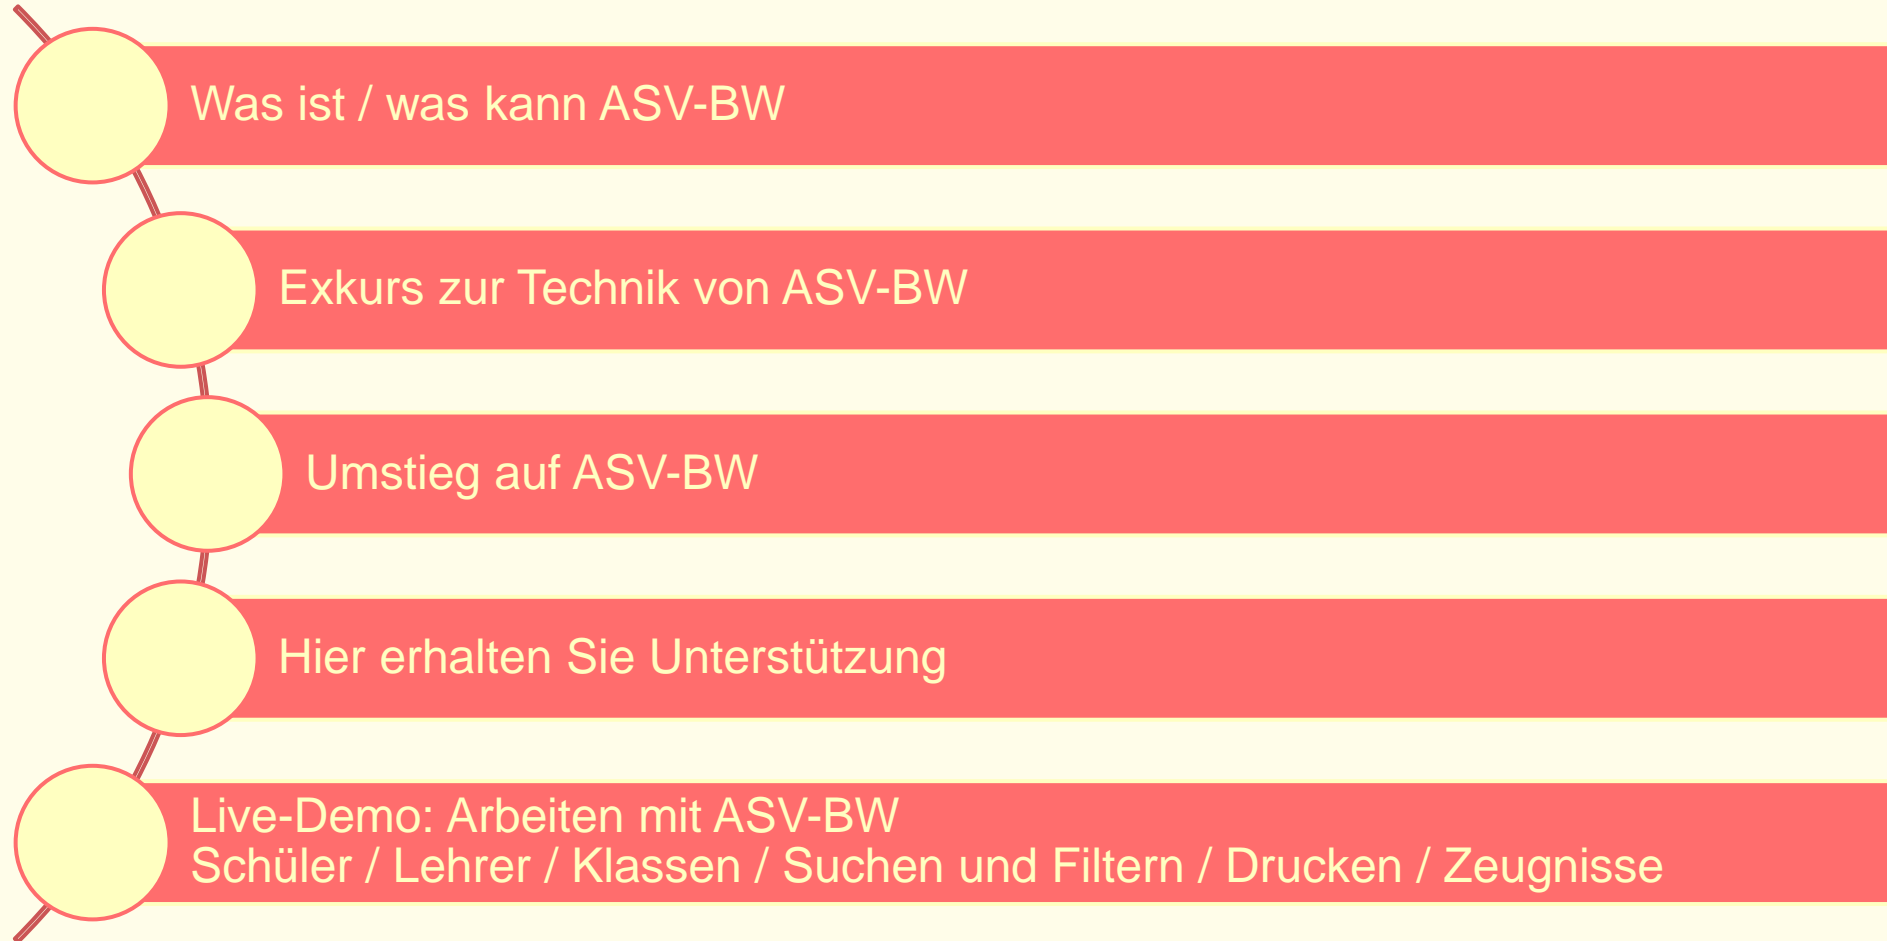 Was ist / was kann ASV-BW
Exkurs zur Technik von ASV-BW
Umstieg auf ASV-BW
Hier erhalten Sie Unterstützung
Live-Demo: Arbeiten mit ASV-BW
Schüler / Lehrer / Klassen / Suchen und Filtern / Drucken / Zeugnisse